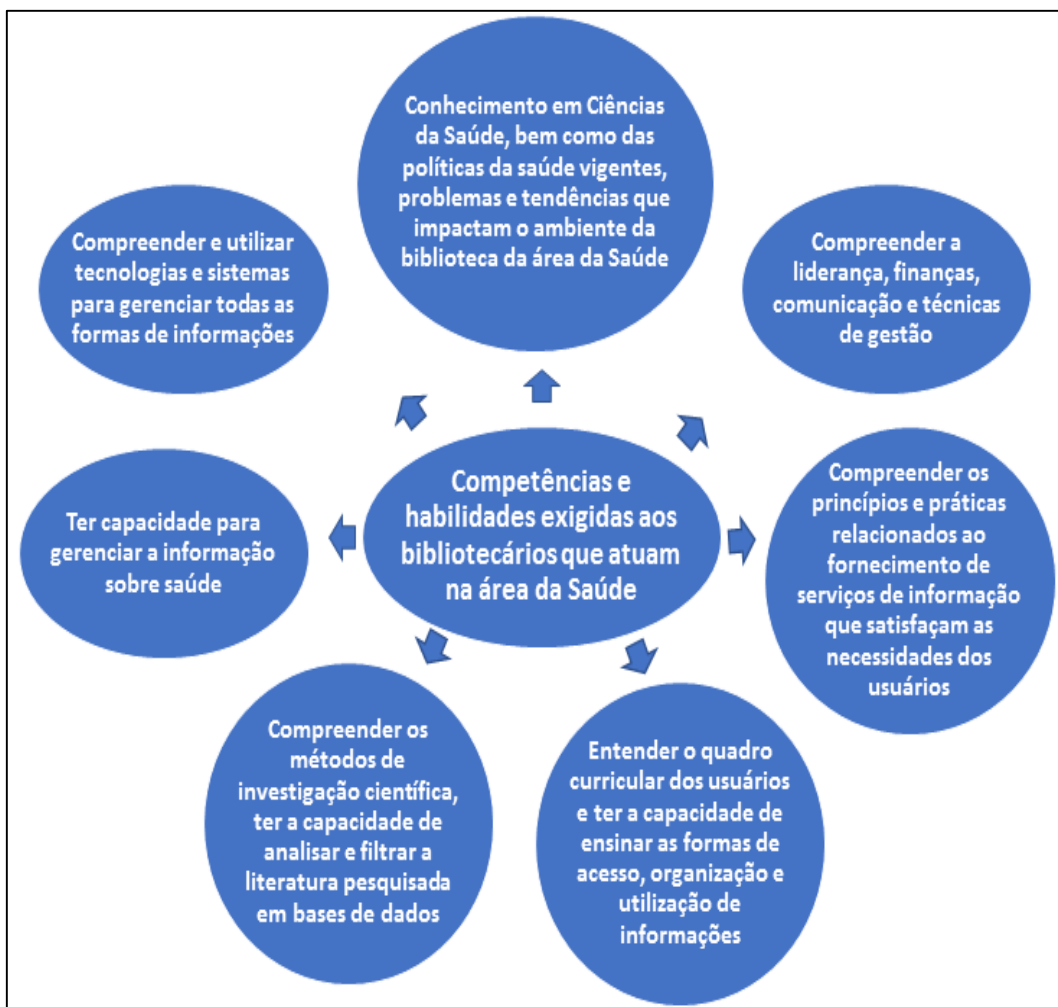 Conhecimento em Ciências
da Saúde, bem como das
políticas da saúde vigentes,
problemas e tendências que
impactam o ambiente da
biblioteca da área da Saúde
Compreender e utilizar
tecnologias e sistemas
para gerenciar todas as
formas de informações
Compreender a
liderança, finanças,
comunicação e técnicas
de gestão
Competências e
habilidades exigidas aos
bibliotecários que atuam
na área da Saúde
Ter capacidade para
gerenciar a informação
sobre saúde
Compreender os
princípios e práticas
relacionados ao
fornecimento de
serviços de informação
que satisfaçam as
necessidades dos
usuários
Compreender os
métodos de
investigação científica,
ter a capacidade de
analisar e filtrar a
literatura pesquisada
em bases de dados
Entender o quadro
curricular dos usuários
e ter a capacidade de
ensinar as formas de
acesso, organização e
utilização de
informações